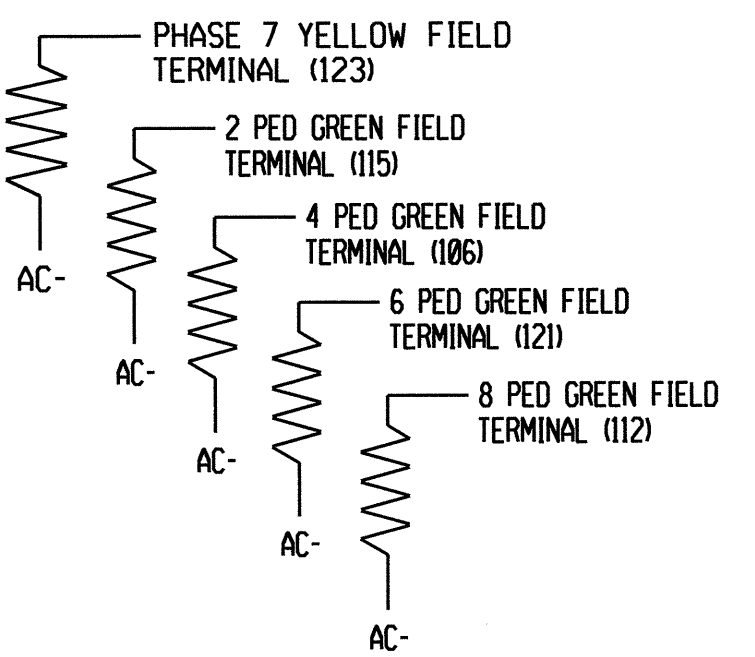 PHASE 7 YELLOW FIELD
TERMINAL (123)
2 PED GREEN FIELD
TERMINAL (115)
4 PED GREEN FIELD
TERMINAL (106)
AC-
6 PED GREEN FIELD
TERMINAL (121)
AC-
8 PED GREEN FIELD
TERMINAL (112)
AC-
AC-
AC-